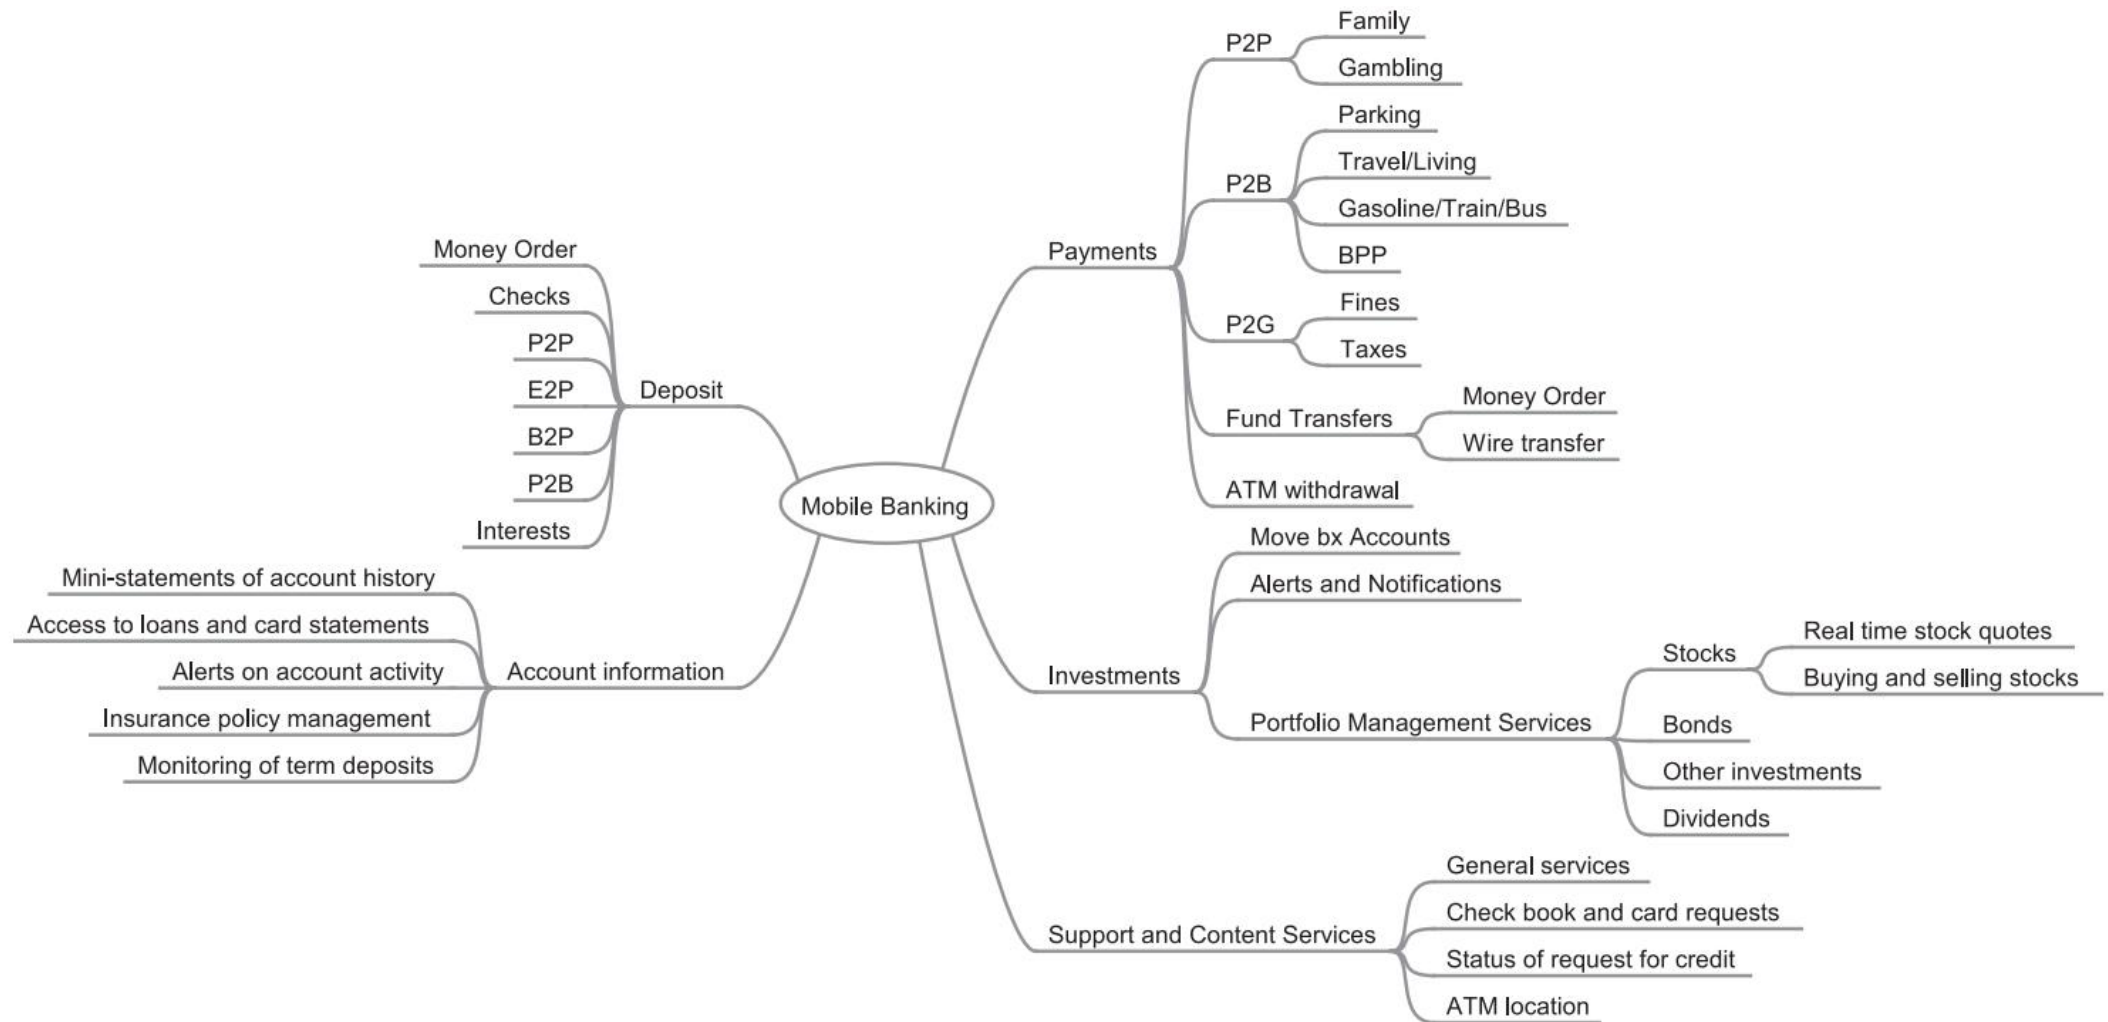 Mobile Banking
Payments
P2P
Family
Gambling
P2B
Parking
Travel/Living
Gasoline/Train/Bus
BPP
P2G
Fines
Taxes
Fund Transfers
Money Order
Wire transfer
ATM withdrawal
Investments
Move bx Accounts
Alerts and Notifications
Portfolio Management Services
Stocks
Real time stock quotes
Buying and selling stocks
Bonds
Other investments
Dividends
Support and Content Services
General services
Check book and card requests
Status of request for credit
ATM location
Deposit
Money Order
Checks
P2P
E2P
B2P
P2B
Interests
Account information
Mini-statements of account history
Access to loans and card statements
Alerts on account activity
Insurance policy management
Monitoring of term deposits